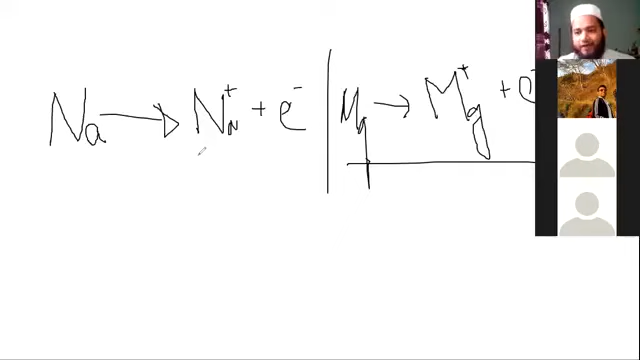 Na → Na⁺ + e⁻
Mg → Mg⁺ + e⁻